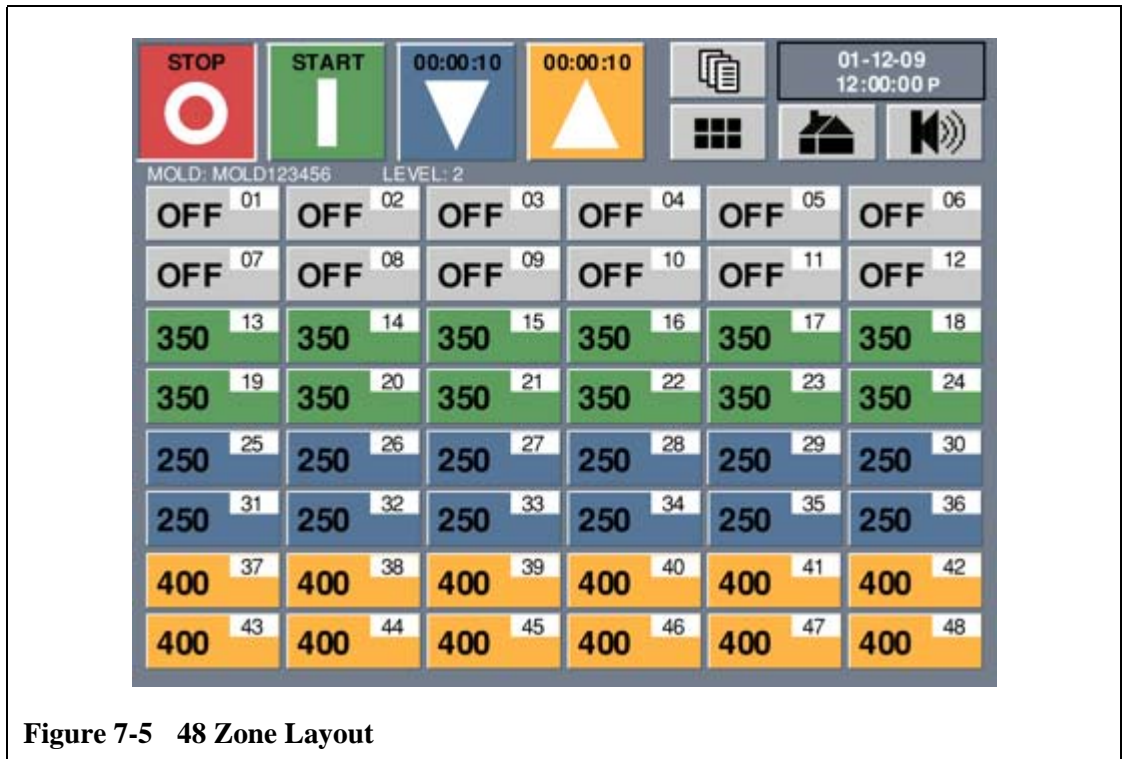 STOP START 00:00:10 00:00:10 01-12-09
12:00:00 P
MOLD: MOLD123456 LEVEL: 2
OFF 01 OFF 02 OFF 03 OFF 04 OFF 05 OFF 06
OFF 07 OFF 08 OFF 09 OFF 10 OFF 11 OFF 12
350 13 350 14 350 15 350 16 350 17 350 18
350 19 350 20 350 21 350 22 350 23 350 24
250 25 250 26 250 27 250 28 250 29 250 30
250 31 250 32 250 33 250 34 250 35 250 36
400 37 400 38 400 39 400 40 400 41 400 42
400 43 400 44 400 45 400 46 400 47 400 48
Figure 7-5 48 Zone Layout